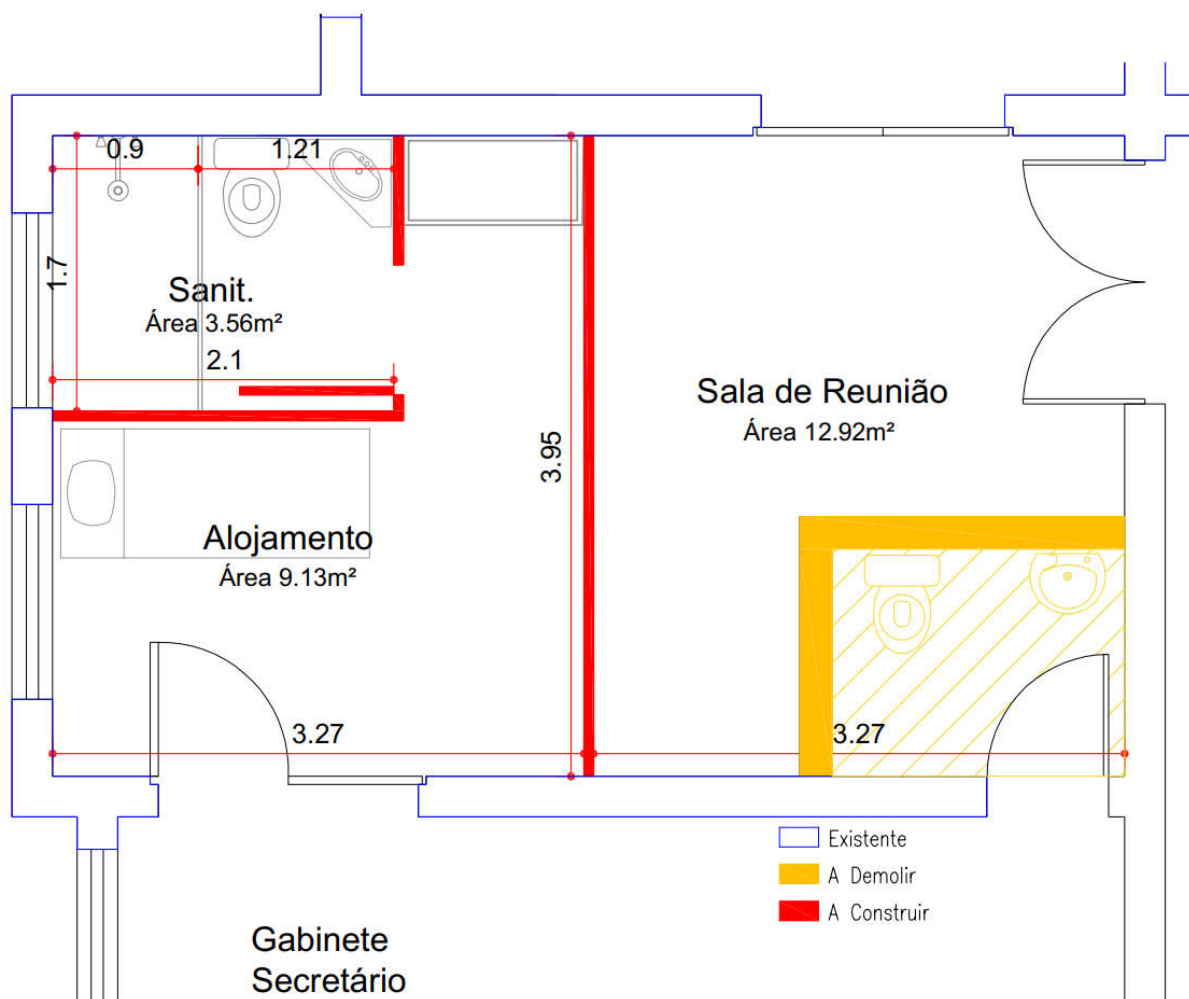 0.9
1.21
1.7
Sanit.
Área 3.56m²
2.1
3.95
Sala de Reunião
Área 12.92m²
Alojamento
Área 9.13m²
3.27
3.27
Existente
A Demolir
A Construir
Gabinete
Secretário